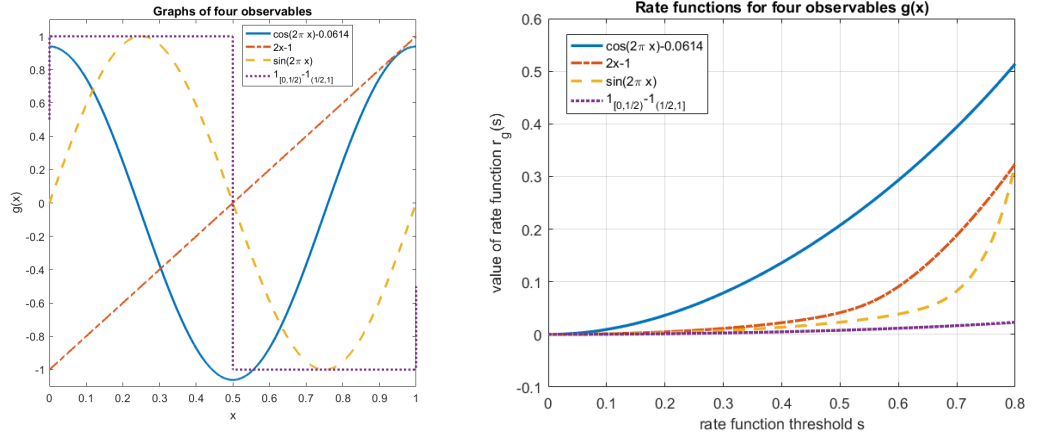 Graphs of four observables
cos(2π x)-0.0614
2x-1
sin(2π x)
1[0,1/2)-1(1/2,1]
1
0.8
0.6
0.4
0.2
0
-0.2
-0.4
-0.6
-0.8
-1
g(x)
0 0.1 0.2 0.3 0.4 0.5 0.6 0.7 0.8 0.9 1
x
Rate functions for four observables g(x)
cos(2π x)-0.0614
2x-1
sin(2π x)
1[0,1/2)-1(1/2,1]
0.6
0.5
0.4
0.3
0.2
0.1
0
-0.1
value of rate function r_g(s)
0 0.1 0.2 0.3 0.4 0.5 0.6 0.7 0.8
rate function threshold s